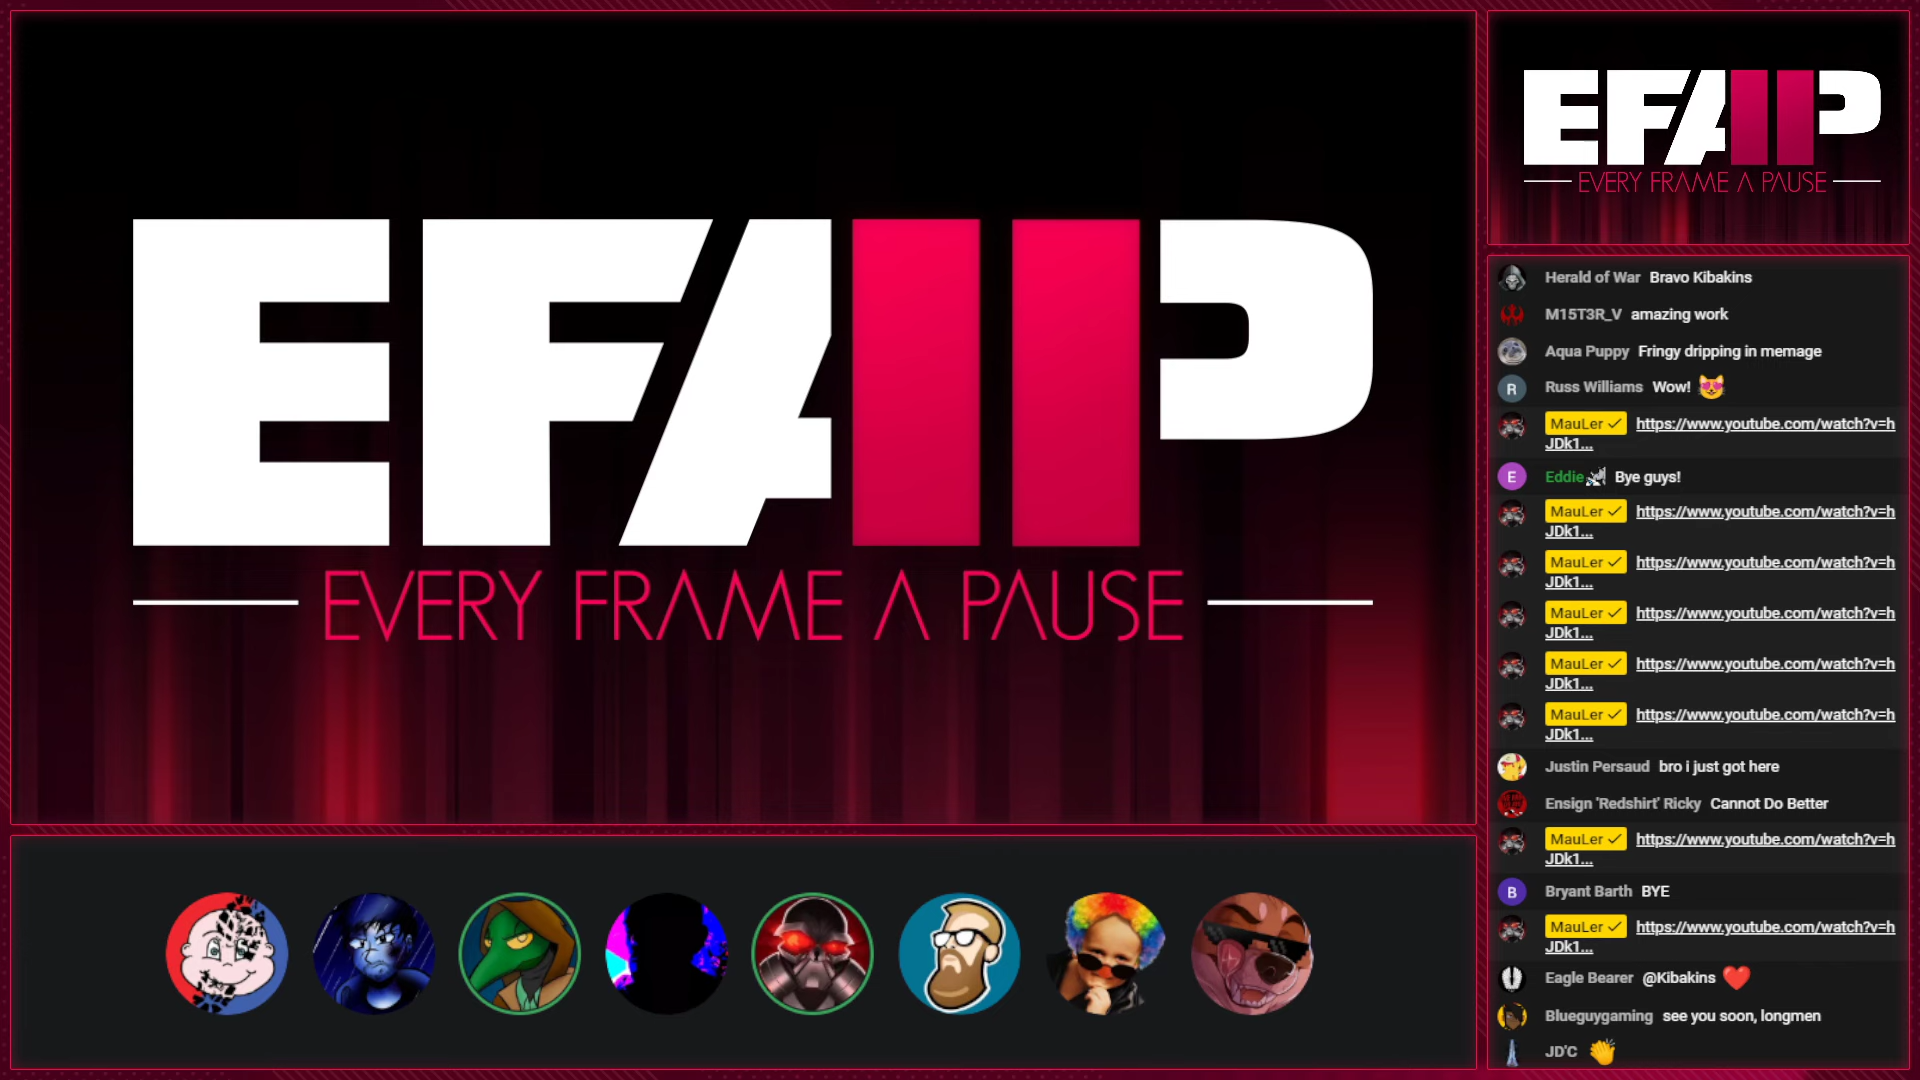 EFAP
EVERY FRAME A PAUSE
EFAP
EVERY FRAME A PAUSE
Herald of War Bravo Kibakins
M15T3R_V amazing work
Aqua Puppy Fringy dripping in memage
R Russ Williams Wow! 😻
MauLer ✓ https://www.youtube.com/watch?v=h
JDk1...
E Eddie Bye guys!
MauLer ✓ https://www.youtube.com/watch?v=h
JDk1...
MauLer ✓ https://www.youtube.com/watch?v=h
JDk1...
MauLer ✓ https://www.youtube.com/watch?v=h
JDk1...
MauLer ✓ https://www.youtube.com/watch?v=h
JDk1...
MauLer ✓ https://www.youtube.com/watch?v=h
JDk1...
Justin Persaud bro i just got here
Ensign 'Redshirt' Ricky Cannot Do Better
MauLer ✓ https://www.youtube.com/watch?v=h
JDk1...
B Bryant Barth BYE
MauLer ✓ https://www.youtube.com/watch?v=h
JDk1...
Eagle Bearer @Kibakins ❤️
Blueguygaming see you soon, longmen
JD'C 👏